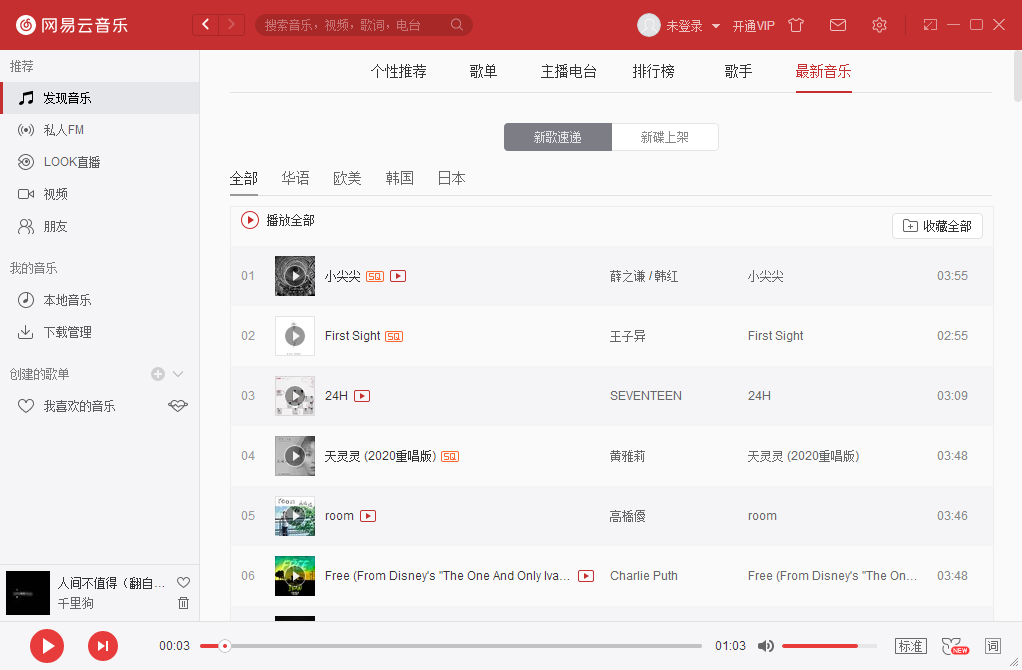 网易云音乐
搜索音乐，视频，歌词，电台
未登录
开通VIP
推荐
发现音乐
私人FM
LOOK直播
视频
朋友
我的音乐
本地音乐
下载管理
创建的歌单
我喜欢的音乐
人间不值得（翻自...
千里狗
个性推荐 歌单 主播电台 排行榜 歌手 最新音乐
新歌速递 新碟上架
全部 华语 欧美 韩国 日本
播放全部 收藏全部
01 小尖尖 SQ 薛之谦 / 韩红 小尖尖 03:55
02 First Sight SQ 王子异 First Sight 02:55
03 24H SEVENTEEN 24H 03:09
04 天灵灵 (2020重唱版) SQ 黄雅莉 天灵灵 (2020重唱版) 03:48
05 room 高橋優 room 03:46
06 Free (From Disney's "The One And Only Iva... Charlie Puth Free (From Disney's "The On... 03:48
00:03 01:03 标准 NEW 词